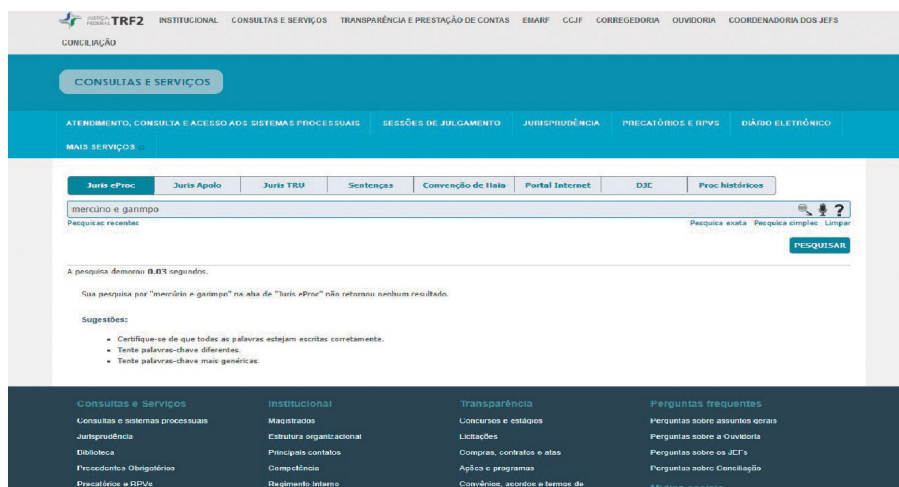 JUSTIÇA FEDERAL TRF2 INSTITUCIONAL CONSULTAS E SERVIÇOS TRANSPARÊNCIA E PRESTAÇÃO DE CONTAS EMARF CCJF CORREGEDORIA OUVIDORIA COORDENADORIA DOS JEFS
CONCILIAÇÃO
CONSULTAS E SERVIÇOS
ATENDIMENTO, CONSULTA E ACESSO AOS SISTEMAS PROCESSUAIS SESSÕES DE JULGAMENTO JURISPRUDÊNCIA PRECATÓRIOS E RPVS DIÁRIO ELETRÔNICO
MAIS SERVIÇOS
Juris eProc Juris Apolo Juris TRU Sentenças Convenção de Haia Portal Internet DJE Proc históricos
mercúrio e garimpo ?
Pesquisas recentes Pesquisa exata Pesquisa simples Limpar
PESQUISAR
A pesquisa demorou 0.03 segundos.
Sua pesquisa por "mercúrio e garimpo" na aba de "Juris eProc" não retornou nenhum resultado.
Sugestões:
• Certifique-se de que todas as palavras estejam escritas corretamente.
• Tente palavras-chave diferentes.
• Tente palavras-chave mais genéricas.
Consultas e Serviços Institucional Transparência Perguntas frequentes
Consultas e sistemas processuais Magistrados Concursos e estágios Perguntas sobre assuntos gerais
Jurisprudência Estrutura organizacional Licitações Perguntas sobre a Ouvidoria
Biblioteca Principais contatos Compras, contratos e atas Perguntas sobre os JEFs
Precedentes Obrigatórios Competência Ações e programas Perguntas sobre Conciliação
Precatórios e RPVs Regimento Interno Convênios, acordos e termos de